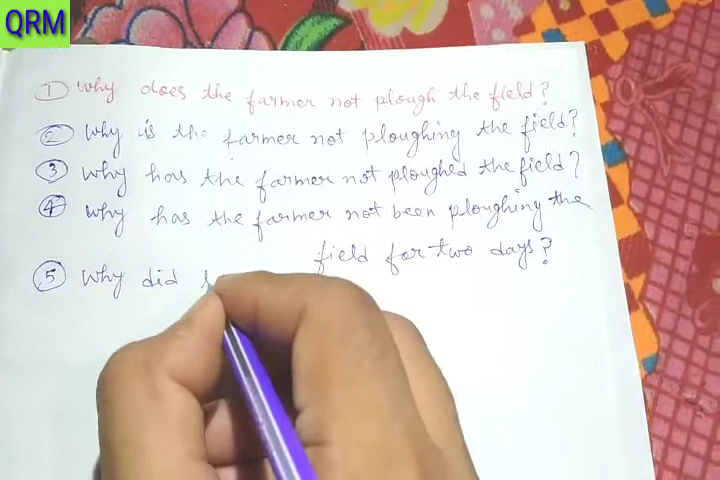 QRM
① Why does the farmer not plough the field?
② Why is the farmer not ploughing the field?
③ Why has the farmer not ploughed the field?
④ Why has the farmer not been ploughing the
field for two days?
⑤ Why did